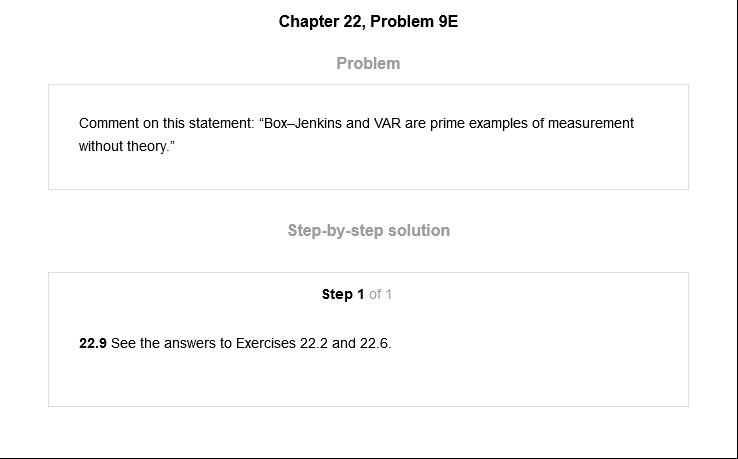 Chapter 22, Problem 9E
Problem
Comment on this statement: “Box–Jenkins and VAR are prime examples of measurement
without theory.”
Step-by-step solution
Step 1 of 1
22.9 See the answers to Exercises 22.2 and 22.6.